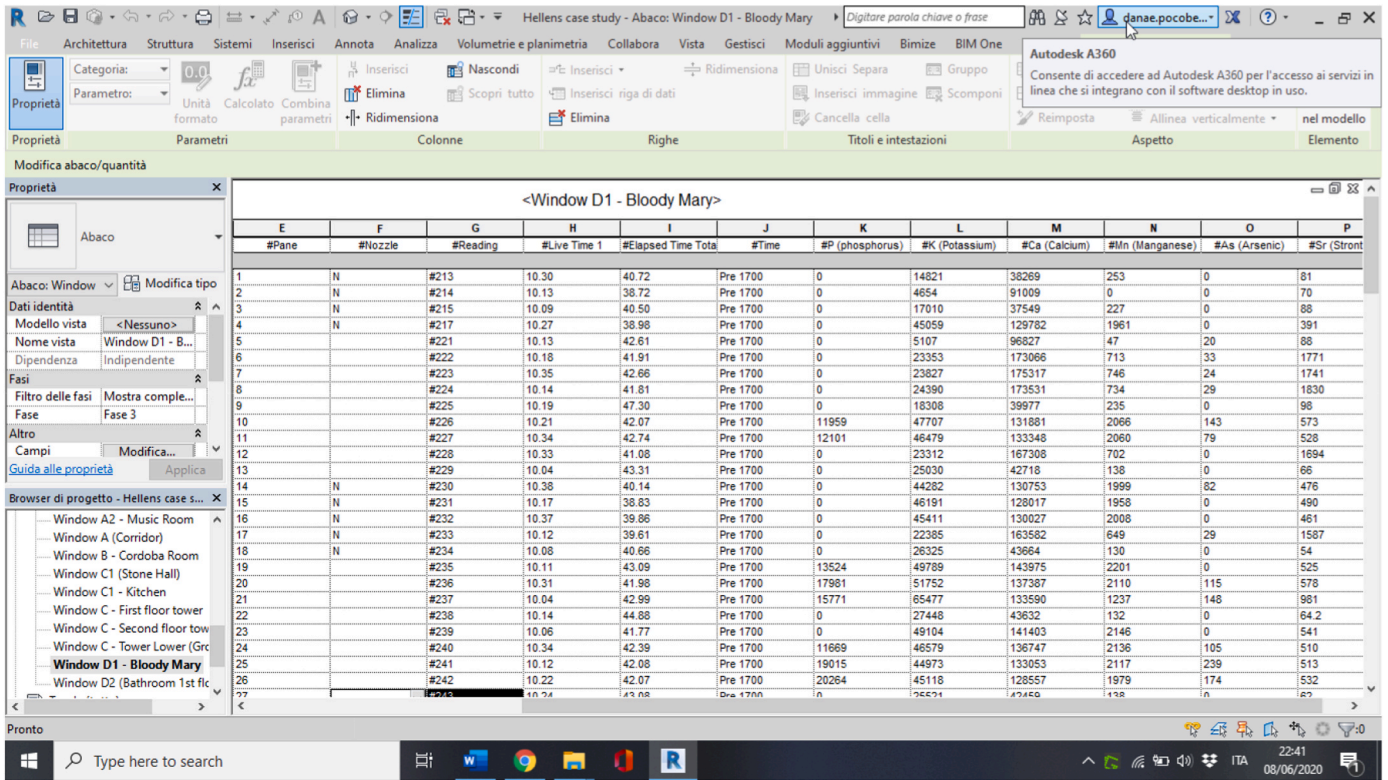 R Hellens case study - Abaco: Window D1 - Bloody Mary Digitare parola chiave o frase danae.pocobe...
File Architettura Struttura Sistemi Inserisci Annota Analizza Volumetrie e planimetria Collabora Vista Gestisci Moduli aggiuntivi Bimize BIM One
Autodesk A360
Consente di accedere ad Autodesk A360 per l'accesso ai servizi in
linea che si integrano con il software desktop in uso.
Categoria: Inserisci Nascondi Inserisci Ridimensiona Unisci Separa Gruppo
Parametro: Elimina Scopri tutto Inserisci riga di dati Inserisci immagine Scomponi
Proprietà Unità formato Calcolato Combina parametri Ridimensiona Elimina Cancella cella Reimposta Allinea verticalmente nel modello
Proprietà Parametri Colonne Righe Titoli e intestazioni Aspetto Elemento
Modifica abaco/quantità
Proprietà
Abaco
Abaco: Window Modifica tipo
Dati identità
Modello vista <Nessuno>
Nome vista Window D1 - B...
Dipendenza Indipendente
Fasi
Filtro delle fasi Mostra comple...
Fase Fase 3
Altro
Campi Modifica...
Guida alle proprietà Applica
Browser di progetto - Hellens case s...
Window A2 - Music Room
Window A (Corridor)
Window B - Cordoba Room
Window C1 (Stone Hall)
Window C1 - Kitchen
Window C - First floor tower
Window C - Second floor tow
Window C - Tower Lower (Grc
Window D1 - Bloody Mary
Window D2 (Bathroom 1st flc
<Window D1 - Bloody Mary>
E F G H I J K L M N O P
#Pane #Nozzle #Reading #Live Time 1 #Elapsed Time Tota #Time #P (phosphorus) #K (Potassium) #Ca (Calcium) #Mn (Manganese) #As (Arsenic) #Sr (Stront
1 N #213 10.30 40.72 Pre 1700 0 14821 38269 253 0 81
2 N #214 10.13 38.72 Pre 1700 0 4654 91009 0 0 70
3 N #215 10.09 40.50 Pre 1700 0 17010 37549 227 0 88
4 N #217 10.27 38.98 Pre 1700 0 45059 129782 1961 0 391
5 #221 10.13 42.61 Pre 1700 0 5107 96827 47 20 88
6 #222 10.18 41.91 Pre 1700 0 23353 173066 713 33 1771
7 #223 10.35 42.66 Pre 1700 0 23827 175317 746 24 1741
8 #224 10.14 41.81 Pre 1700 0 24390 173531 734 29 1830
9 #225 10.19 47.30 Pre 1700 0 18308 39977 235 0 98
10 #226 10.21 42.07 Pre 1700 11959 47707 131881 2066 143 573
11 #227 10.34 42.74 Pre 1700 12101 46479 133348 2060 79 528
12 #228 10.33 41.08 Pre 1700 0 23312 167308 702 0 1694
13 #229 10.04 43.31 Pre 1700 0 25030 42718 138 0 66
14 N #230 10.38 40.14 Pre 1700 0 44282 130753 1999 82 476
15 N #231 10.17 38.83 Pre 1700 0 46191 128017 1958 0 490
16 N #232 10.37 39.86 Pre 1700 0 45411 130027 2008 0 461
17 N #233 10.12 39.61 Pre 1700 0 22385 163582 649 29 1587
18 N #234 10.08 40.66 Pre 1700 0 26325 43664 130 0 54
19 #235 10.11 43.09 Pre 1700 13524 49789 143975 2201 0 525
20 #236 10.31 41.98 Pre 1700 17981 51752 137387 2110 115 578
21 #237 10.04 42.99 Pre 1700 15771 65477 133590 1237 148 981
22 #238 10.14 44.88 Pre 1700 0 27448 43632 132 0 64.2
23 #239 10.06 41.77 Pre 1700 0 49104 141403 2146 0 541
24 #240 10.34 42.39 Pre 1700 11669 46579 136747 2136 105 510
25 #241 10.12 42.08 Pre 1700 19015 44973 133053 2117 239 513
26 #242 10.22 42.07 Pre 1700 20264 45118 128557 1979 174 532
27 #243 10.24 43.08 Pre 1700 0 25521 42459 138 0 62
Pronto :0
Type here to search ITA 22:41
08/06/2020